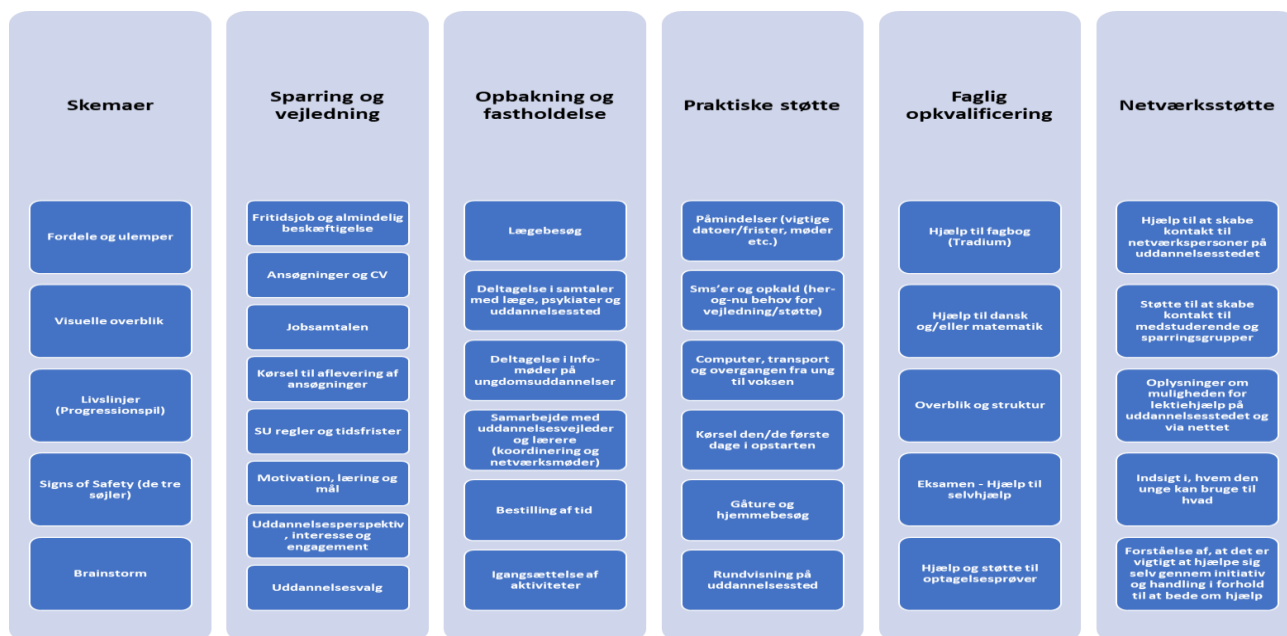 Skemaer
Fordele og ulemper
Visuelle overblik
Livslinjer
(Progressionspil)
Signs of Safety (de tre
søjler)
Brainstorm
Sparring og
vejledning
Fritidsjob og almindelig
beskæftigelse
Ansøgninger og CV
Jobsamtalen
Kørsel til aflevering af
ansøgninger
SU regler og tidsfrister
Motivation, læring og
mål
Uddannelsesperspektiv
, interesse og
engagement
Uddannelsesvalg
Opbakning og
fastholdelse
Lægebesøg
Deltagelse i samtaler
med læge, psykiater og
uddannelsessted
Deltagelse i Info-
møder på
ungdomsuddannelser
Samarbejde med
uddannelsesvejleder
og lærere
(koordinering og
netværksmøder)
Bestilling af tid
Igangsættelse af
aktiviteter
Praktiske støtte
Påmindelser (vigtige
datoer/frister, møder
etc.)
Sms'er og opkald (her-
og-nu behov for
vejledning/støtte)
Computer, transport
og overgangen fra ung
til voksen
Kørsel den/de første
dage i opstarten
Gåture og
hjemmebesøg
Rundvisning på
uddannelsessted
Faglig
opkvalificering
Hjælp til fagbog
(Tradium)
Hjælp til dansk
og/eller matematik
Overblik og struktur
Eksamen - Hjælp til
selvhjælp
Hjælp og støtte til
optagelsesprøver
Netværksstøtte
Hjælp til at skabe
kontakt til
netværkspersoner på
uddannelsesstedet
Støtte til at skabe
kontakt til
medstuderende og
sparringsgrupper
Oplysninger om
muligheden for
lektiehjælp på
uddannelsesstedet og
via nettet
Indsigt i, hvem den
unge kan bruge til
hvad
Forståelse af, at det er
vigtigt at hjælpe sig
selv gennem initiativ
og handling i forhold
til at bede om hjælp